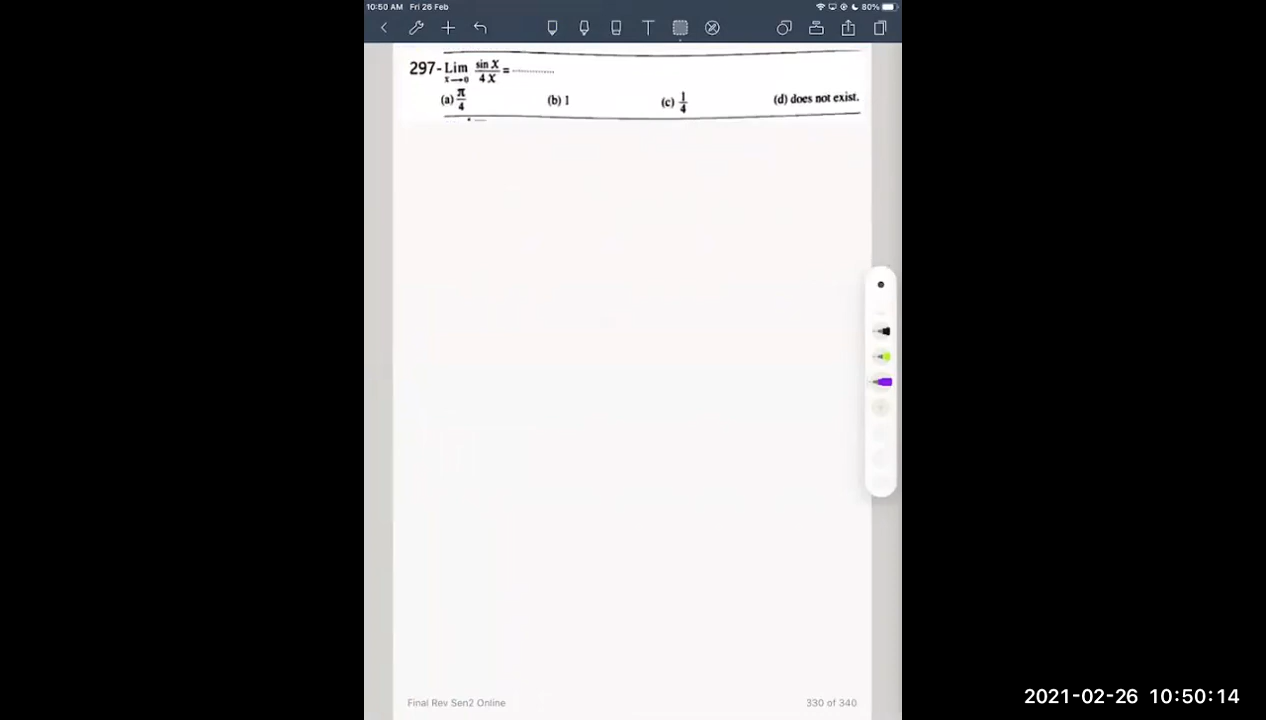 10:50 AM Fri 26 Feb 80%
297- Lim x→0 sin X / 4 X = ..............
(a) π/4 (b) 1 (c) 1/4 (d) does not exist.
Final Rev Sen2 Online 330 of 340
2021-02-26 10:50:14